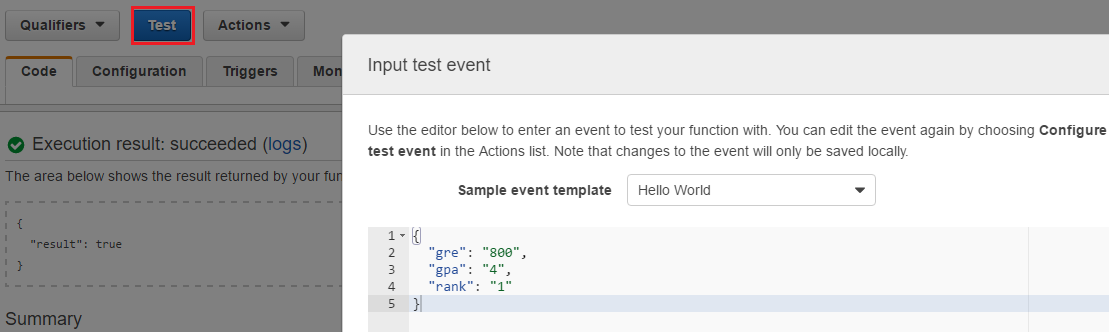 Qualifiers Test Actions
Code Configuration Triggers Mon
Input test event
Use the editor below to enter an event to test your function with. You can edit the event again by choosing Configure
test event in the Actions list. Note that changes to the event will only be saved locally.
Execution result: succeeded (logs)
The area below shows the result returned by your fun
Sample event template Hello World
{
"result": true
}
1 {
2 "gre": "800",
3 "gpa": "4",
4 "rank": "1"
5 }
Summary